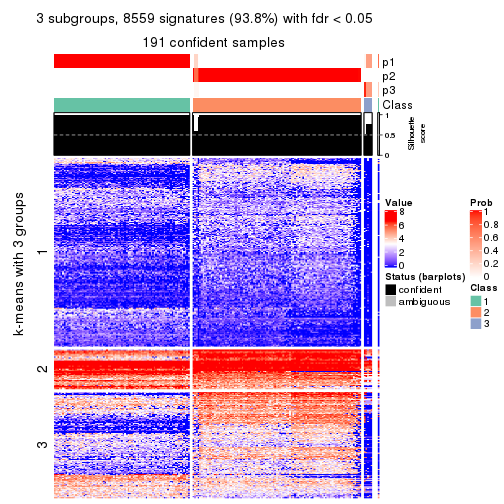 3 subgroups, 8559 signatures (93.8%) with fdr < 0.05
191 confident samples
p1
p2
p3
Class
1
0.5
0
Silhouette
score
k-means with 3 groups
1
2
3
Value
8
6
4
2
0
Status (barplots)
confident
ambiguous
Prob
1
0.8
0.6
0.4
0.2
0
Class
1
2
3